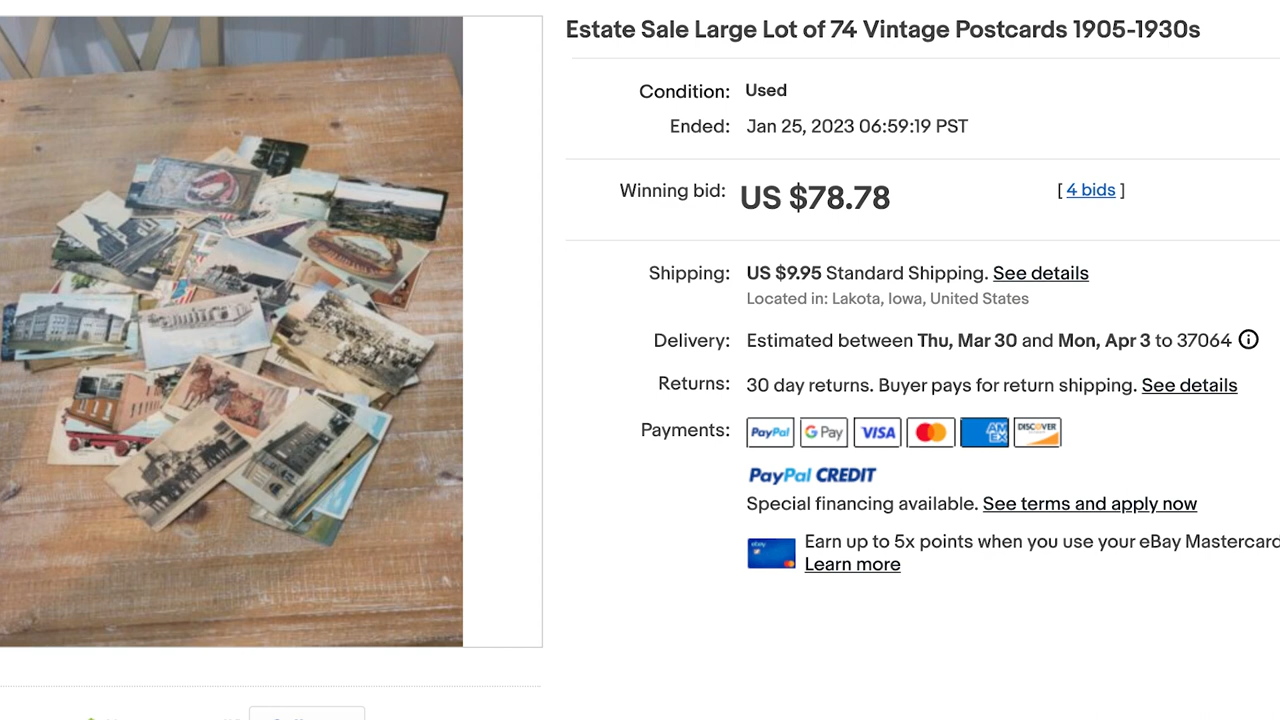 Estate Sale Large Lot of 74 Vintage Postcards 1905-1930s
Condition: Used
Ended: Jan 25, 2023 06:59:19 PST
Winning bid: US $78.78 [ 4 bids ]
Shipping: US $9.95 Standard Shipping. See details
Located in: Lakota, Iowa, United States
Delivery: Estimated between Thu, Mar 30 and Mon, Apr 3 to 37064
Returns: 30 day returns. Buyer pays for return shipping. See details
Payments: PayPal G Pay VISA AM EX DISCOVER
PayPal CREDIT
Special financing available. See terms and apply now
ebay Earn up to 5x points when you use your eBay Mastercard
Learn more